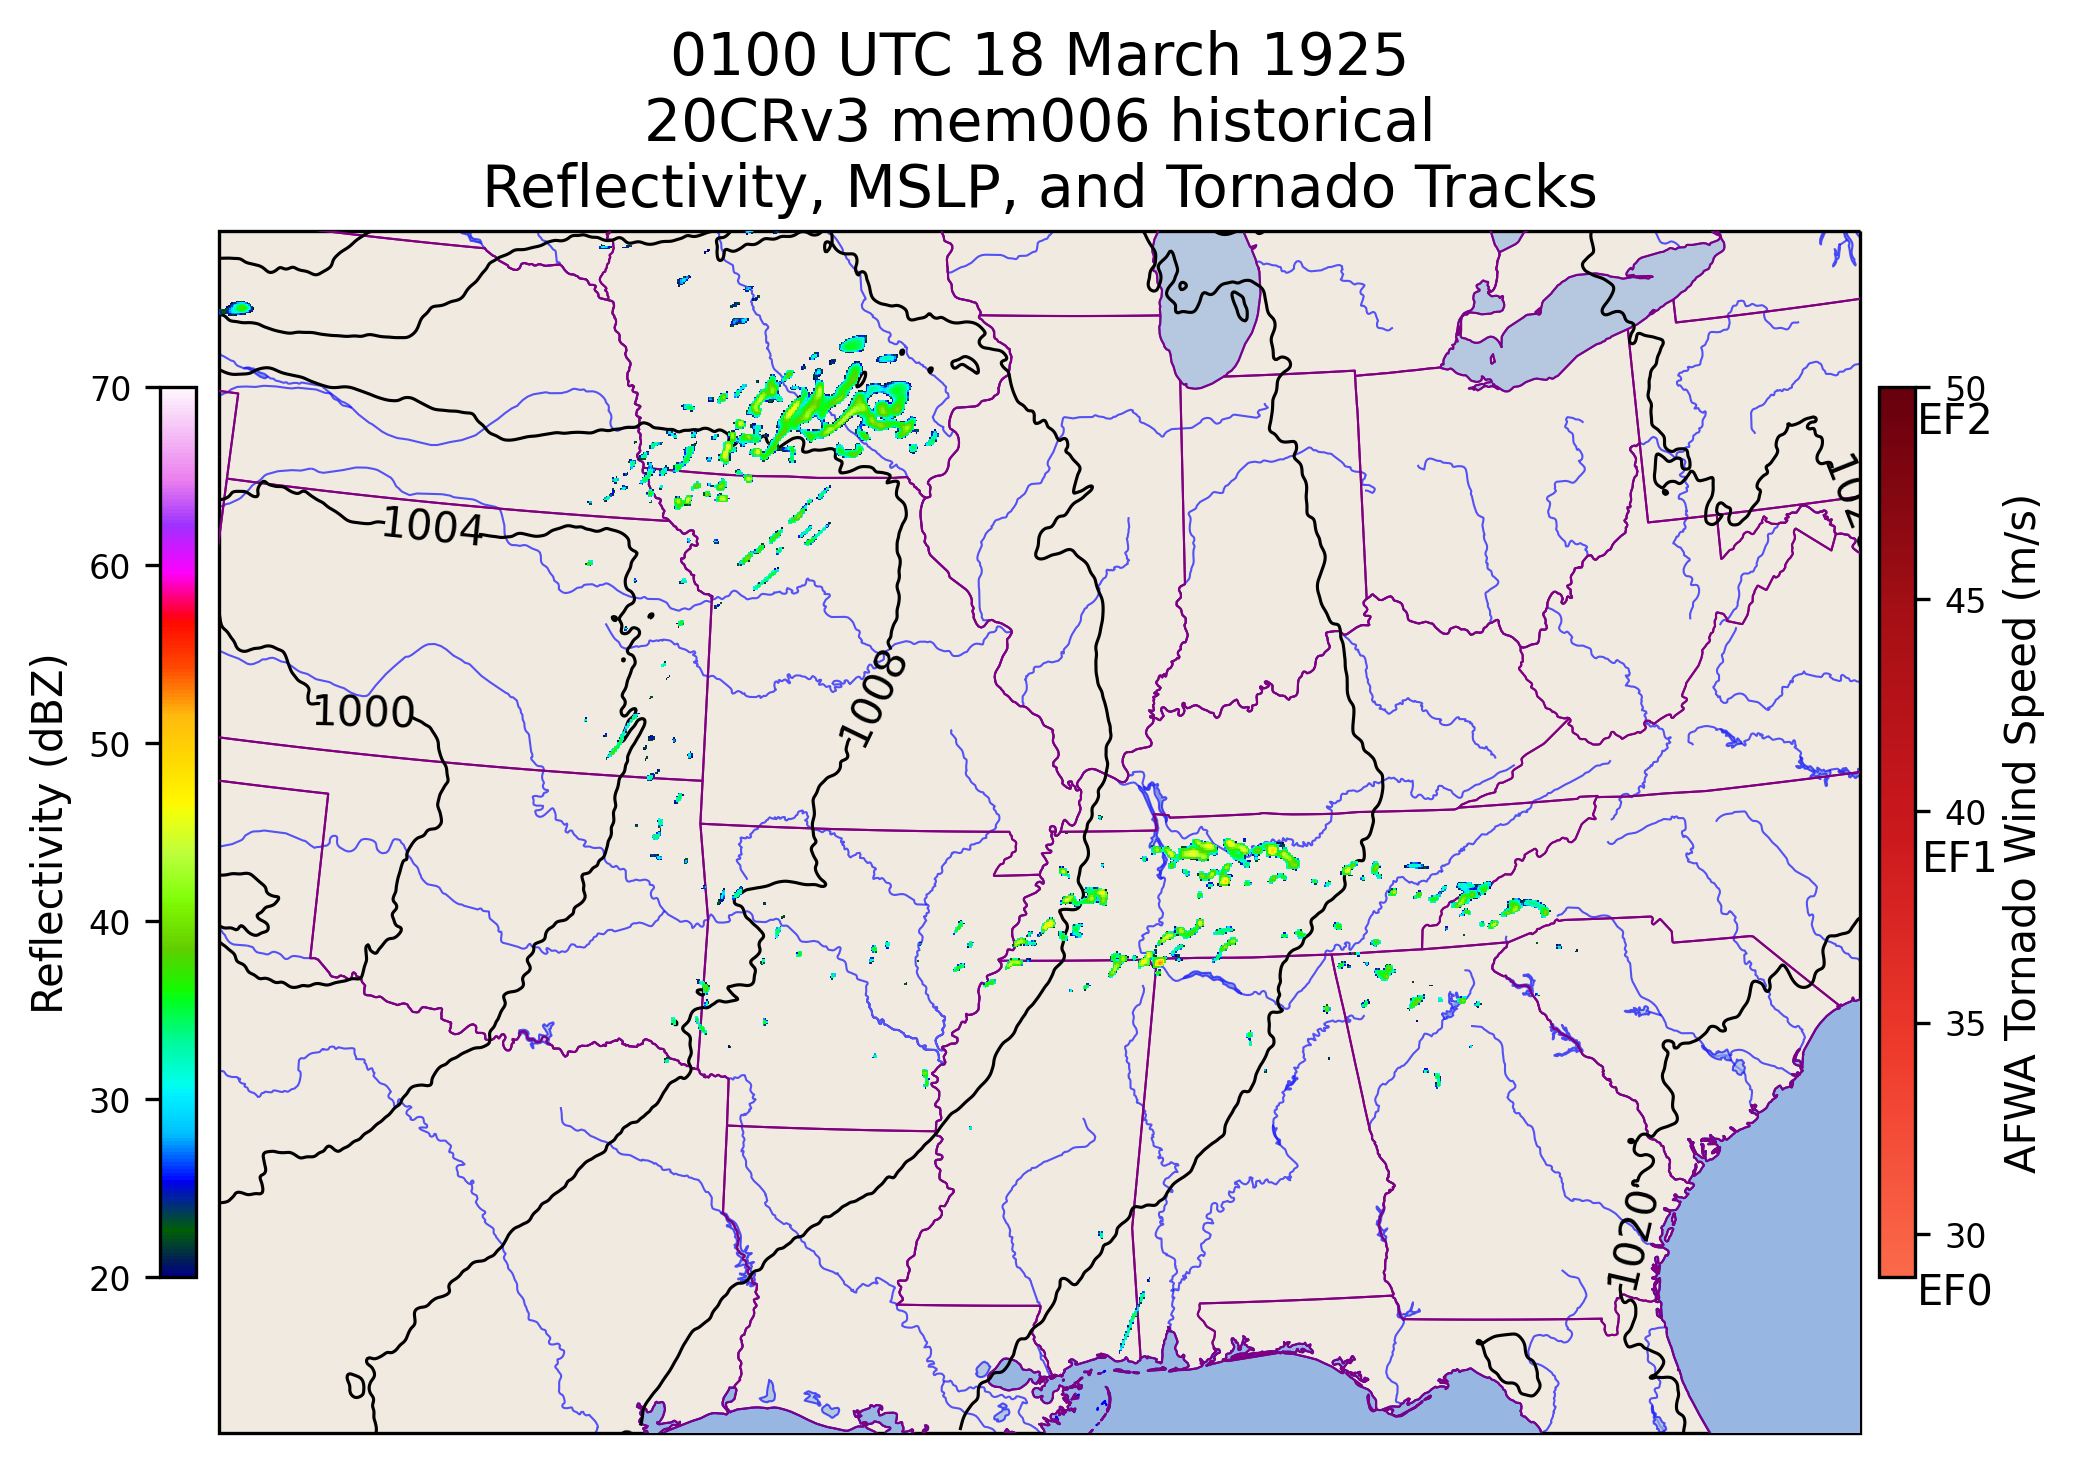 0100 UTC 18 March 1925
20CRv3 mem006 historical
Reflectivity, MSLP, and Tornado Tracks
Reflectivity (dBZ)
70
60
50
40
30
20
1004
1000
1008
1020
102
50
EF2
45
40
EF1
35
30
EF0
AFWA Tornado Wind Speed (m/s)